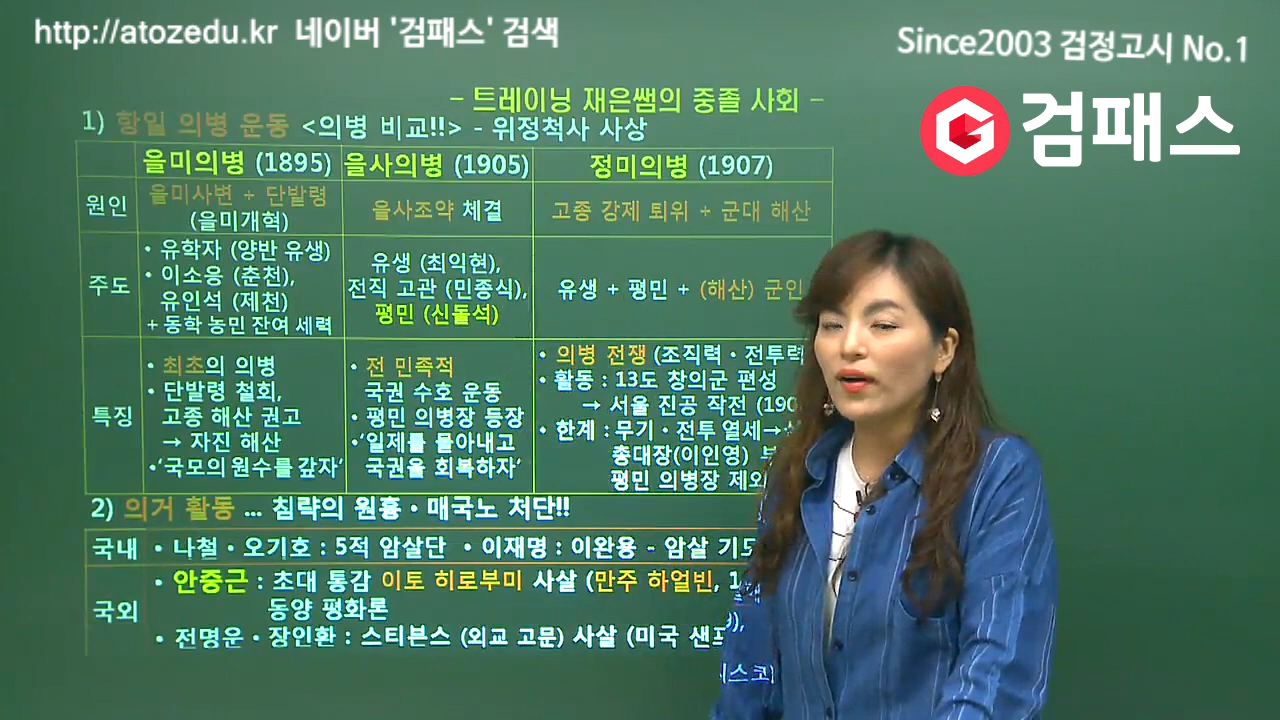 http://atozedu.kr 네이버 '검패스' 검색
Since2003 검정고시 No.1
검패스
- 트레이닝 재은쌤의 중졸 사회 -
1) 항일 의병 운동 <의병 비교!!> - 위정척사 사상
을미의병 (1895) 을사의병 (1905) 정미의병 (1907)
원인
을미사변 + 단발령
(을미개혁)
을사조약 체결
고종 강제 퇴위 + 군대 해산
주도
• 유학자 (양반 유생)
• 이소응 (춘천),
유인석 (제천)
+ 동학 농민 잔여 세력
유생 (최익현),
전직 고관 (민종식),
평민 (신돌석)
유생 + 평민 + (해산) 군인
특징
• 최초의 의병
• 단발령 철회,
고종 해산 권고
→ 자진 해산
•'국모의 원수를 갚자'
• 전 민족적
국권 수호 운동
• 평민 의병장 등장
•'일제를 몰아내고
국권을 회복하자'
• 의병 전쟁 (조직력・전투력
• 활동 : 13도 창의군 편성
→ 서울 진공 작전 (190
• 한계 : 무기・전투 열세→
총대장(이인영)
평민 의병장 제외
2) 의거 활동 ... 침략의 원흉・매국노 처단!!
국내 • 나철・오기호 : 5적 암살단 • 이재명 : 이완용 - 암살 기도
국외
• 안중근 : 초대 통감 이토 히로부미 사살 (만주 하얼빈, 1
동양 평화론
• 전명운・장인환 : 스티븐스 (외교 고문) 사살 (미국 샌프